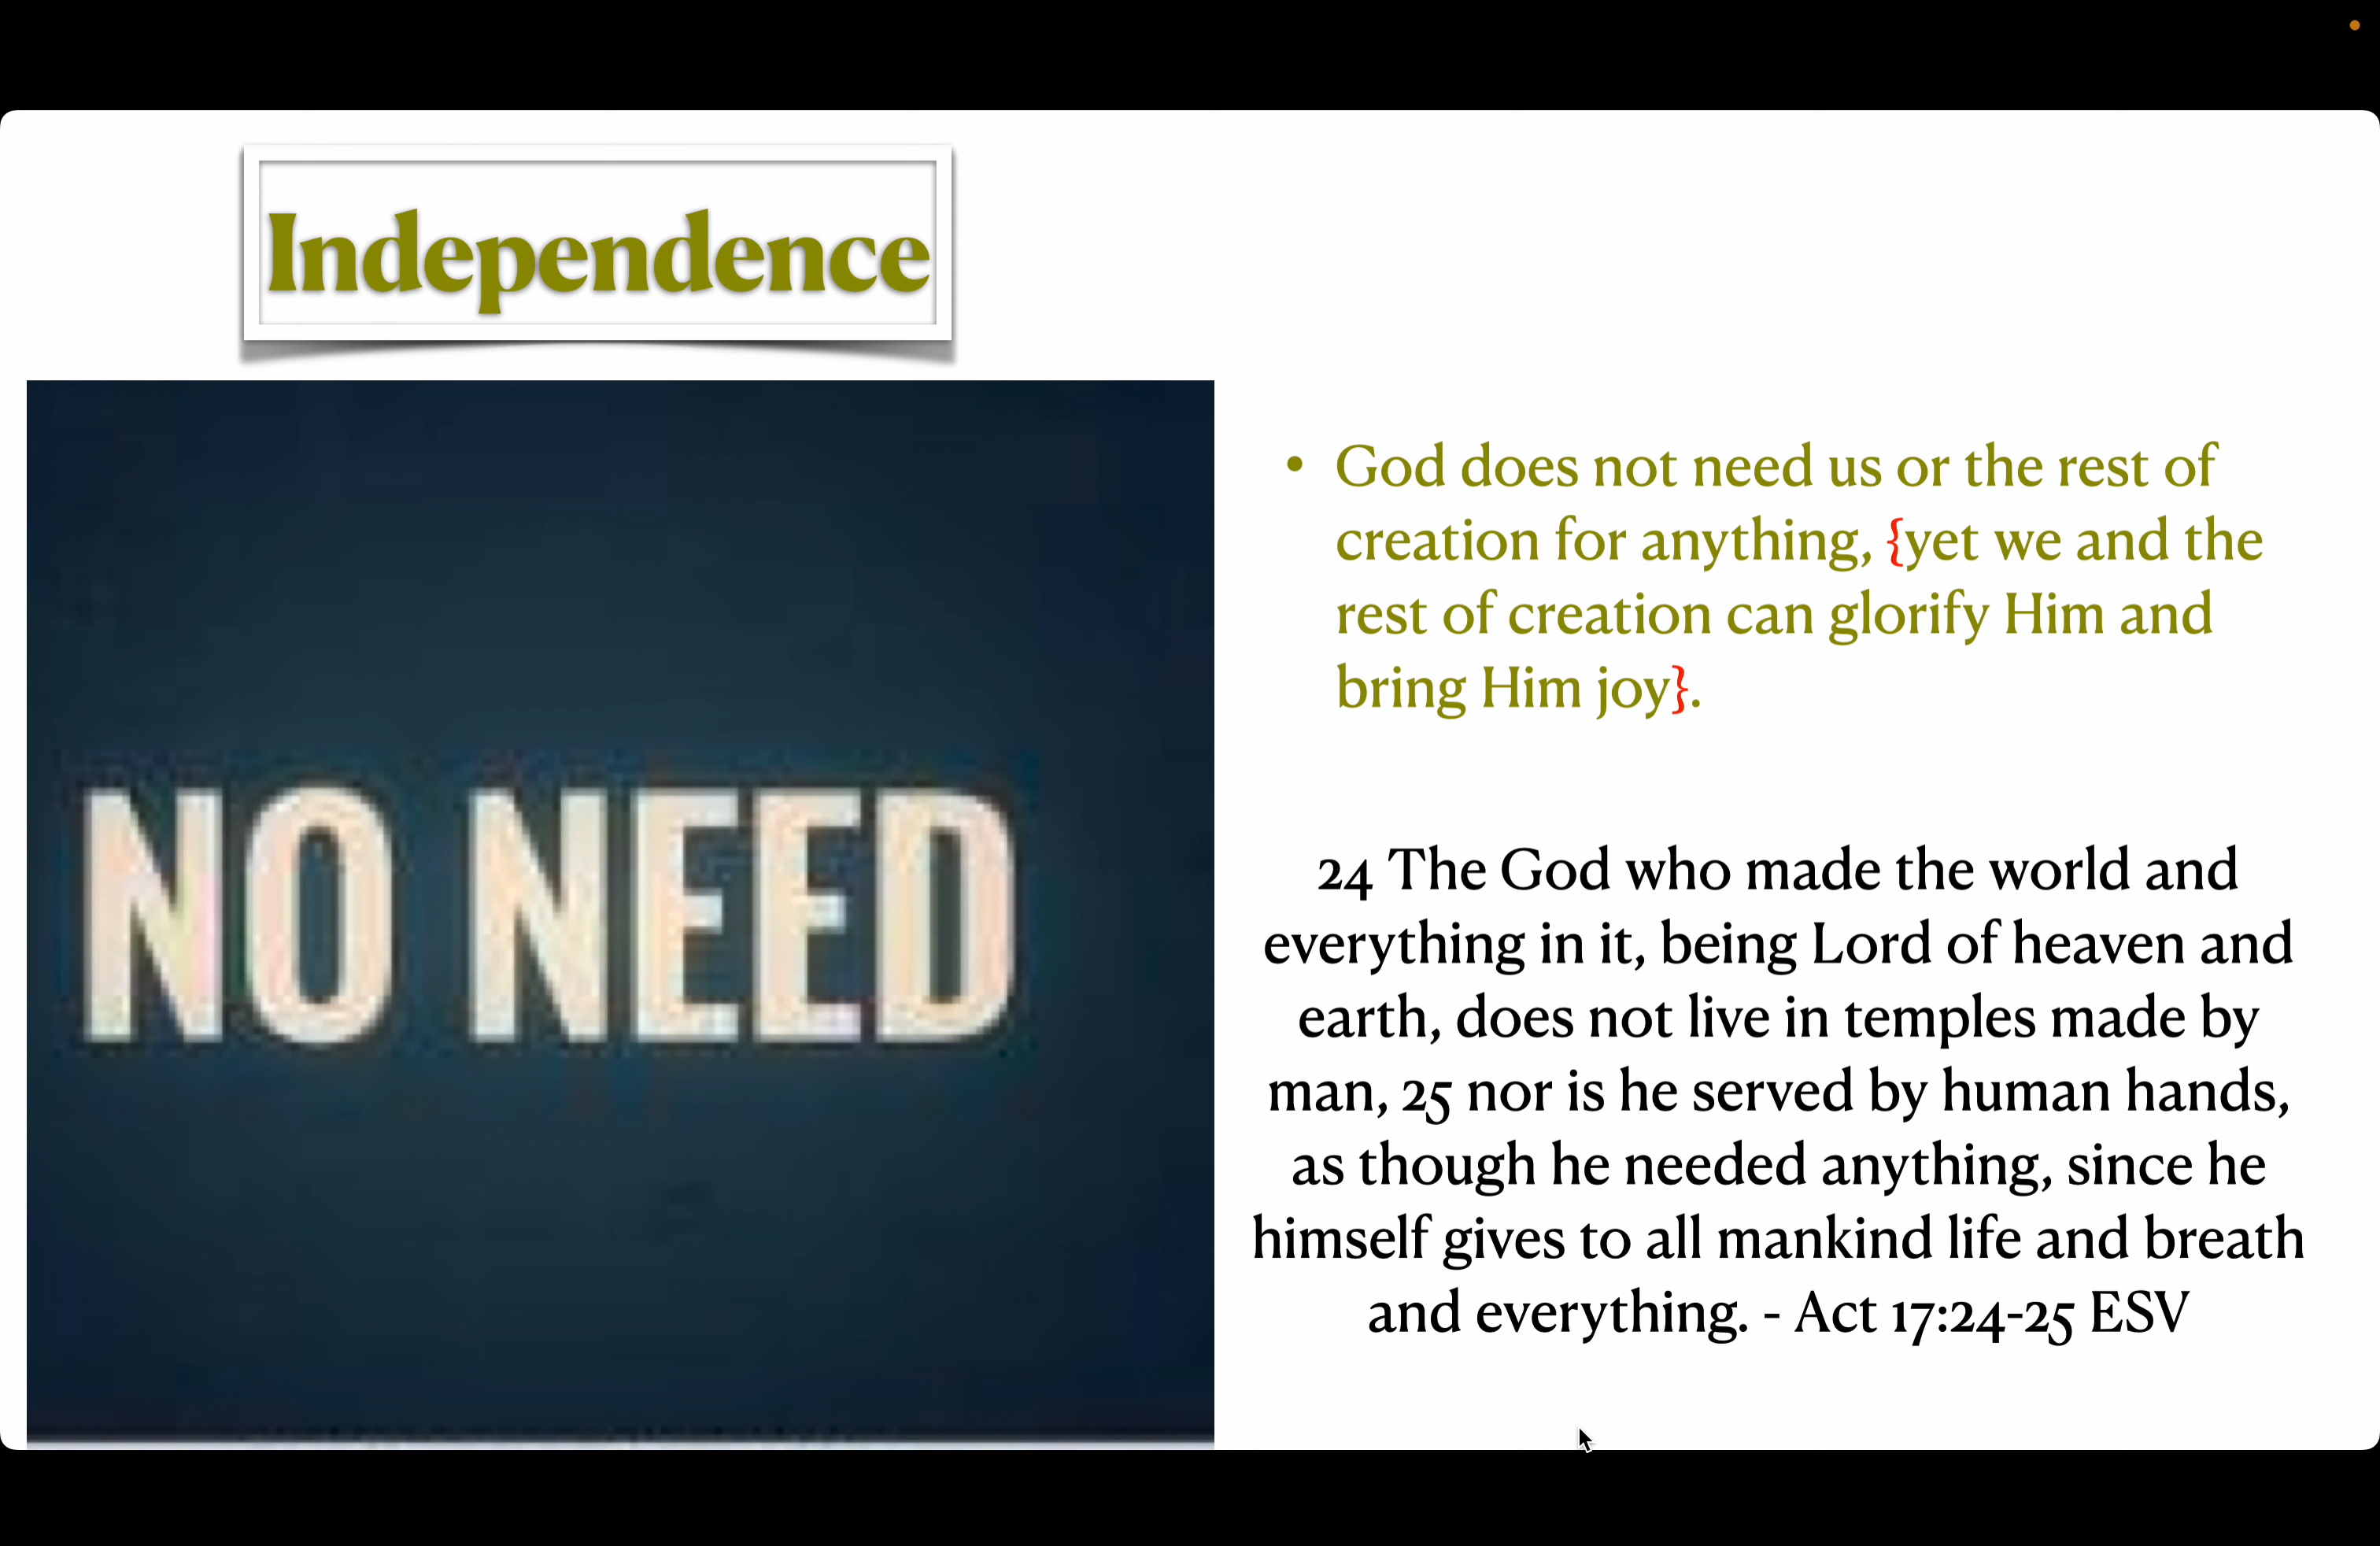 Independence
NO NEED
• God does not need us or the rest of
creation for anything, {yet we and the
rest of creation can glorify Him and
bring Him joy}.
24 The God who made the world and
everything in it, being Lord of heaven and
earth, does not live in temples made by
man, 25 nor is he served by human hands,
as though he needed anything, since he
himself gives to all mankind life and breath
and everything. - Act 17:24-25 ESV